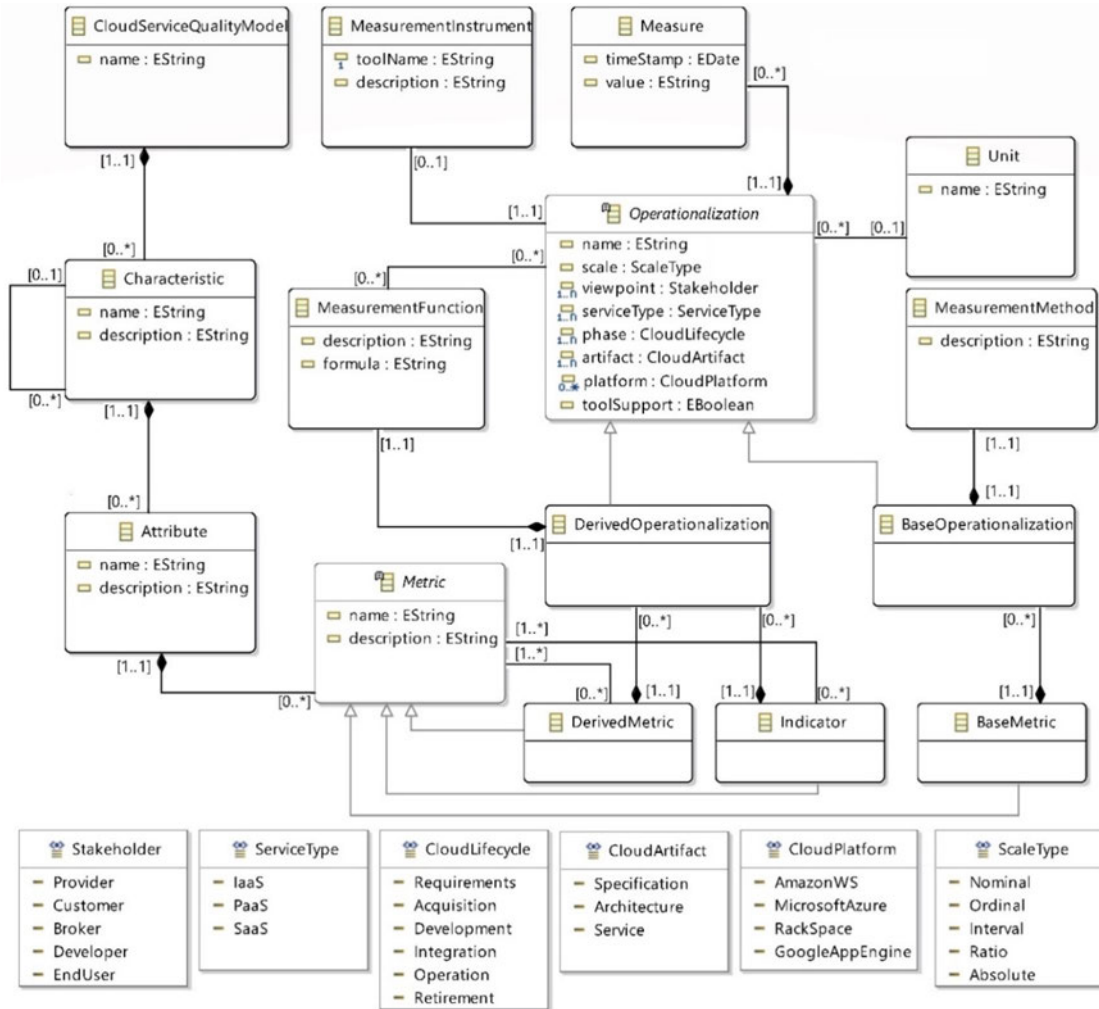 CloudServiceQualityModel
name : EString
[1..1]
MeasurementInstrument
1 toolName : EString
description : EString
[0..1]
Measure
timeStamp : EDate
value : EString
[0..*]
[1..1]
Unit
name : EString
[0..*]
[0..1]
[1..1]
Operationalization
name : EString
scale : ScaleType
1..n viewpoint : Stakeholder
1..n serviceType : ServiceType
1..n phase : CloudLifecycle
1..n artifact : CloudArtifact
0..* platform : CloudPlatform
toolSupport : EBoolean
[0..*]
[0..*]
[0..1]
Characteristic
name : EString
description : EString
[0..*]
[1..1]
[0..*]
MeasurementFunction
description : EString
formula : EString
[1..1]
MeasurementMethod
description : EString
[1..1]
[0..*]
Attribute
name : EString
description : EString
[1..1]
[1..1]
DerivedOperationalization
[0..*]
[0..*]
[1..1]
BaseOperationalization
[0..*]
Metric
name : EString
description : EString
[1..*]
[1..*]
[0..*]
[0..*]
[1..1]
DerivedMetric
[1..1]
[0..*]
Indicator
[1..1]
BaseMetric
Stakeholder
Provider
Customer
Broker
Developer
EndUser
ServiceType
IaaS
PaaS
SaaS
CloudLifecycle
Requirements
Acquisition
Development
Integration
Operation
Retirement
CloudArtifact
Specification
Architecture
Service
CloudPlatform
AmazonWS
MicrosoftAzure
RackSpace
GoogleAppEngine
ScaleType
Nominal
Ordinal
Interval
Ratio
Absolute